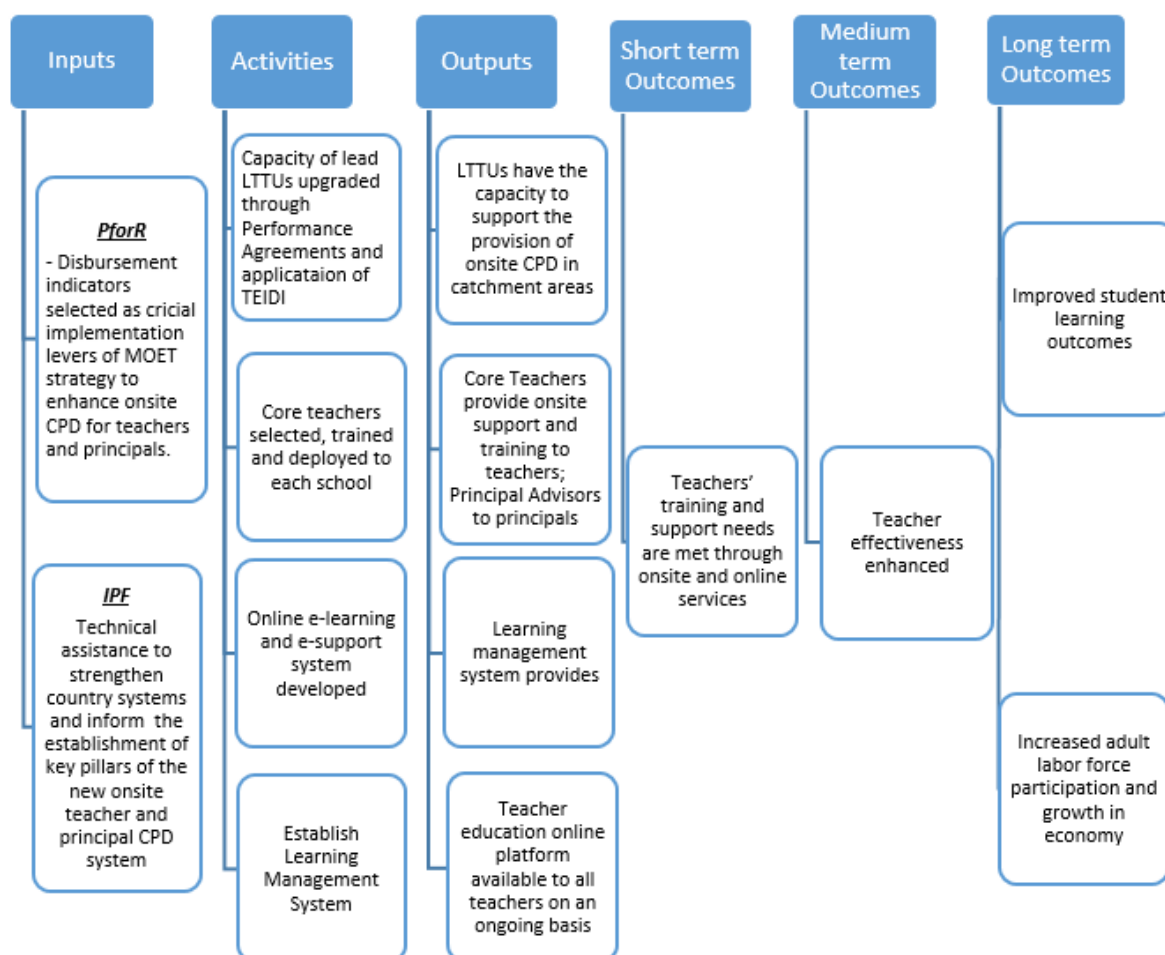 Inputs
PforR
- Disbursement
indicators
selected as cricial
implementation
levers of MOET
strategy to
enhance onsite
CPD for teachers
and principals.
IPF
Technical
assistance to
strengthen
country systems
and inform the
establishment of
key pillars of the
new onsite
teacher and
principal CPD
system
Activities
Capacity of lead
LTTUs upgraded
through
Performance
Agreements and
applicataion of
TEIDI
Core teachers
selected, trained
and deployed to
each school
Online e-learning
and e-support
system
developed
Establish
Learning
Management
System
Outputs
LTTUs have the
capacity to
support the
provision of
onsite CPD in
catchment areas
Core Teachers
provide onsite
support and
training to
teachers;
Principal Advisors
to principals
Learning
management
system provides
Teacher
education online
platform
available to all
teachers on an
ongoing basis
Short term
Outcomes
Teachers’
training and
support needs
are met through
onsite and online
services
Medium
term
Outcomes
Teacher
effectiveness
enhanced
Long term
Outcomes
Improved student
learning
outcomes
Increased adult
labor force
participation and
growth in
economy